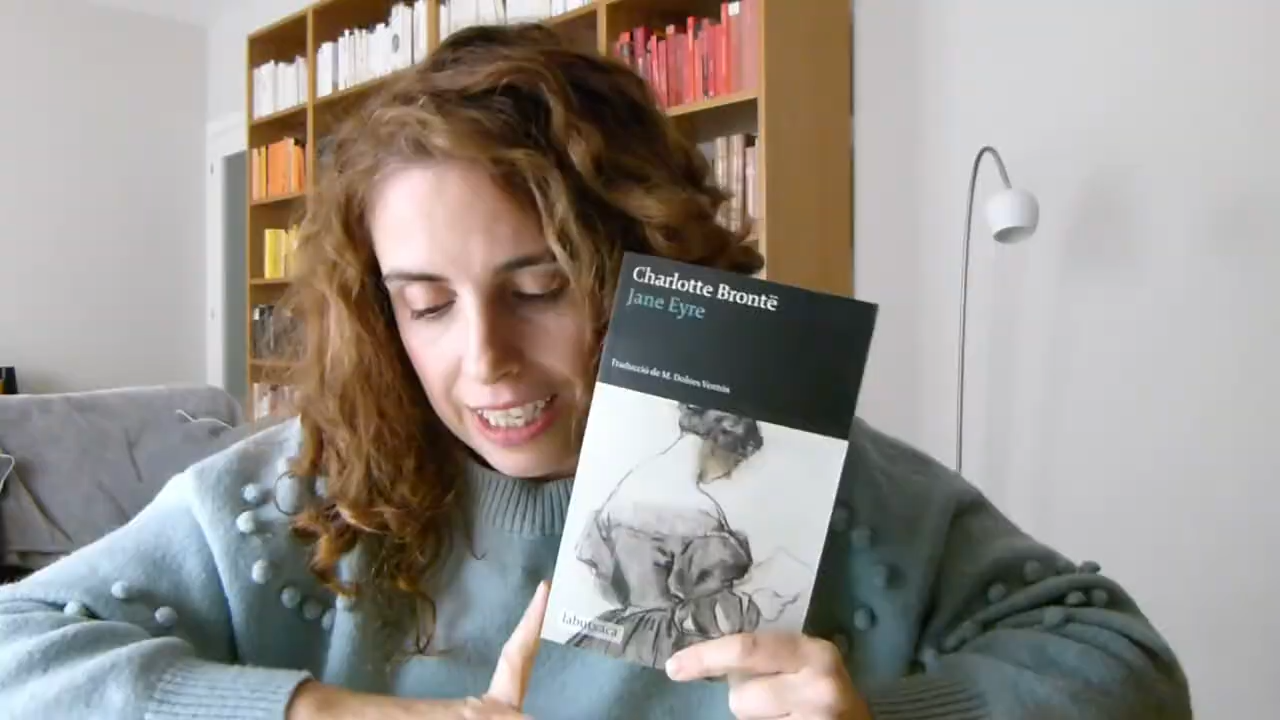 Charlotte Brontë
Jane Eyre
Traducció de M. Dolors Ventós
labutxaca